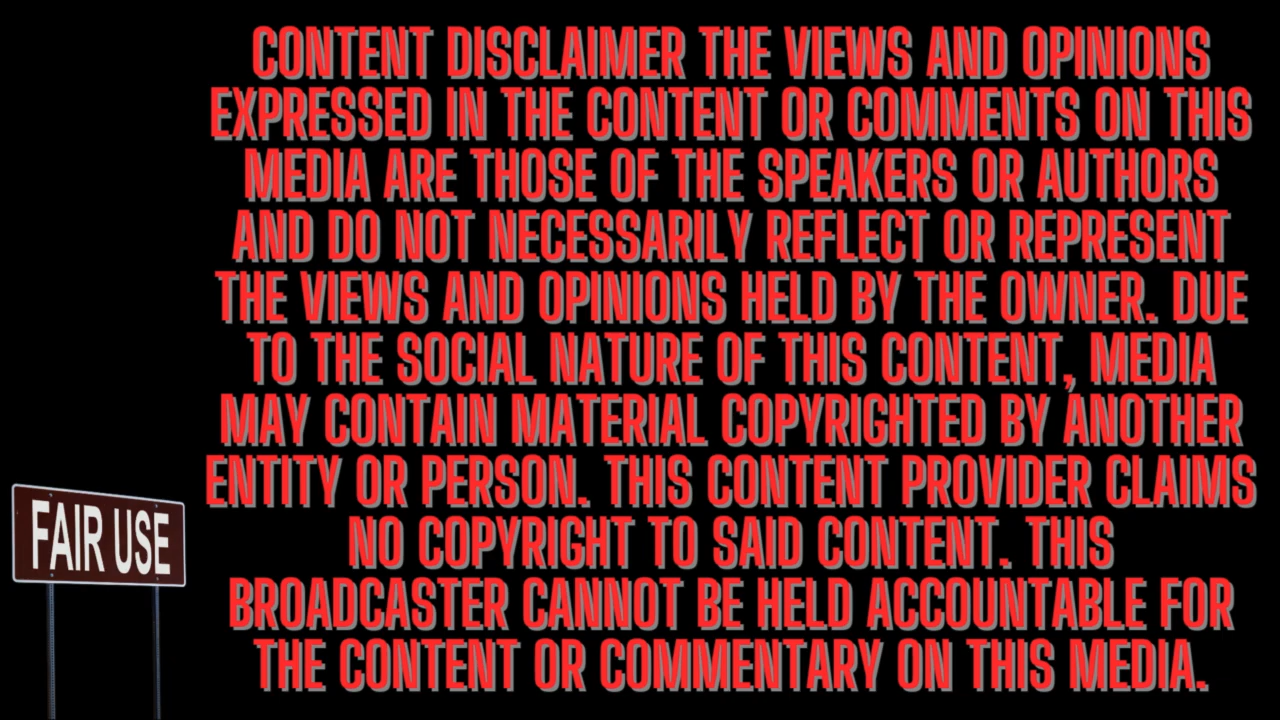 CONTENT DISCLAIMER THE VIEWS AND OPINIONS
EXPRESSED IN THE CONTENT OR COMMENTS ON THIS
MEDIA ARE THOSE OF THE SPEAKERS OR AUTHORS
AND DO NOT NECESSARILY REFLECT OR REPRESENT
THE VIEWS AND OPINIONS HELD BY THE OWNER. DUE
TO THE SOCIAL NATURE OF THIS CONTENT, MEDIA
MAY CONTAIN MATERIAL COPYRIGHTED BY ANOTHER
ENTITY OR PERSON. THIS CONTENT PROVIDER CLAIMS
NO COPYRIGHT TO SAID CONTENT. THIS
BROADCASTER CANNOT BE HELD ACCOUNTABLE FOR
THE CONTENT OR COMMENTARY ON THIS MEDIA.
FAIR USE